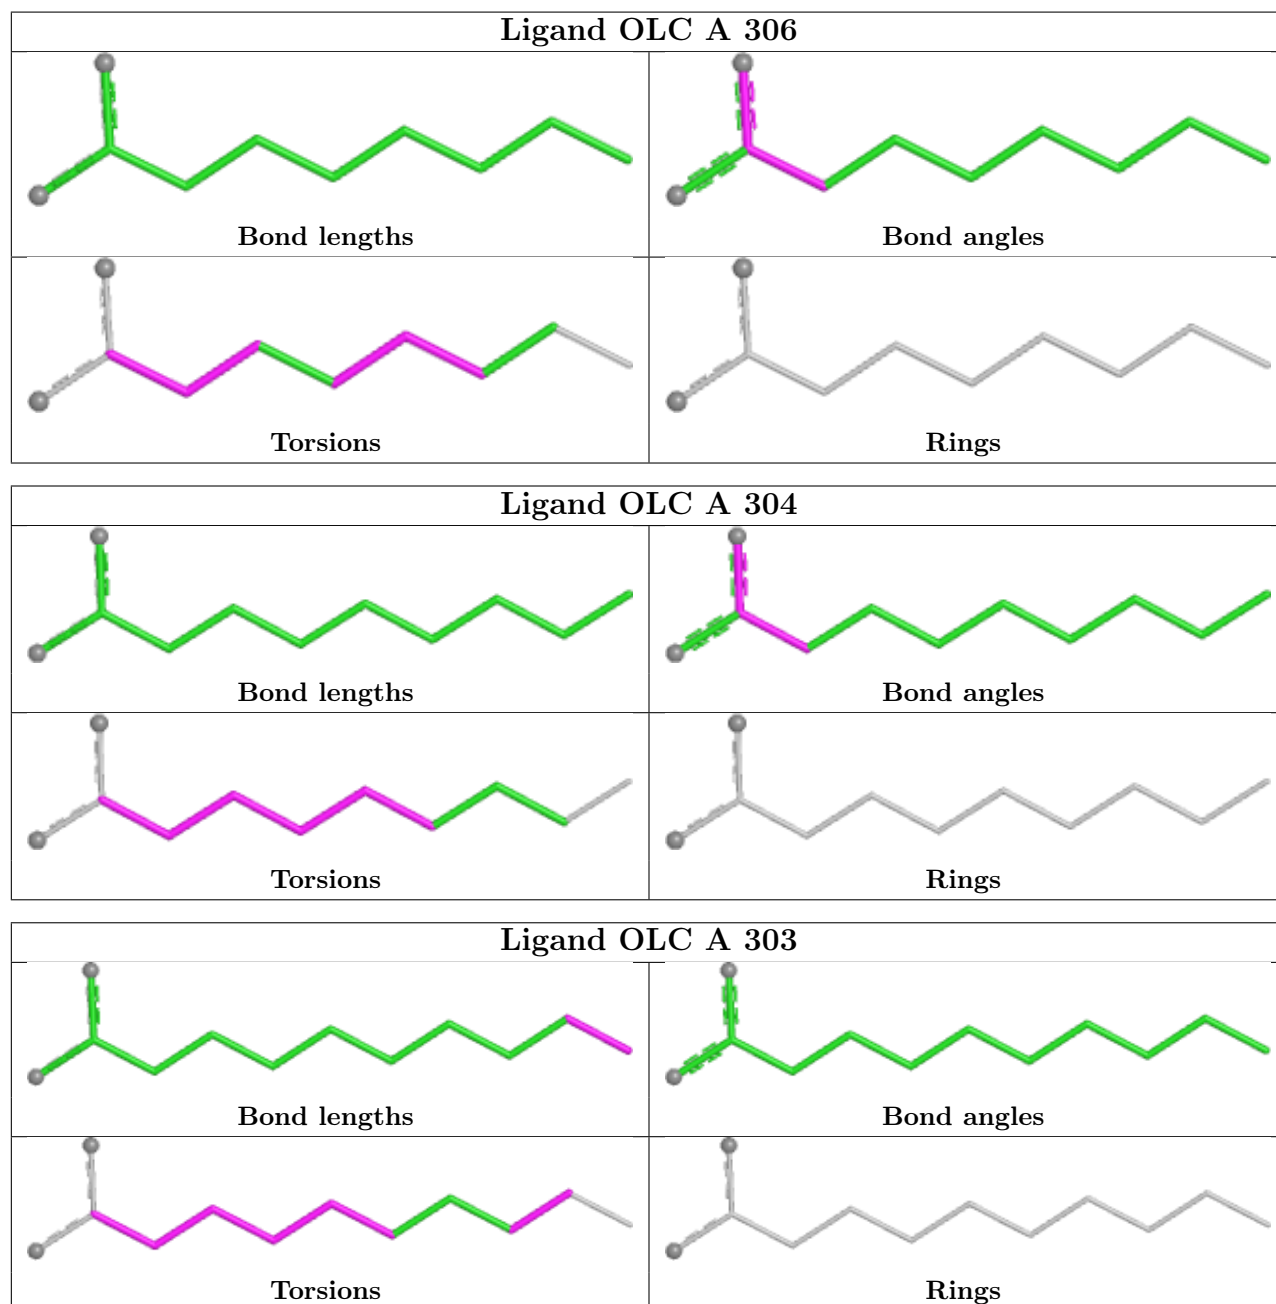 Ligand OLC A 306
Bond lengths
Bond angles
Torsions
Rings
Ligand OLC A 304
Bond lengths
Bond angles
Torsions
Rings
Ligand OLC A 303
Bond lengths
Bond angles
Torsions
Rings